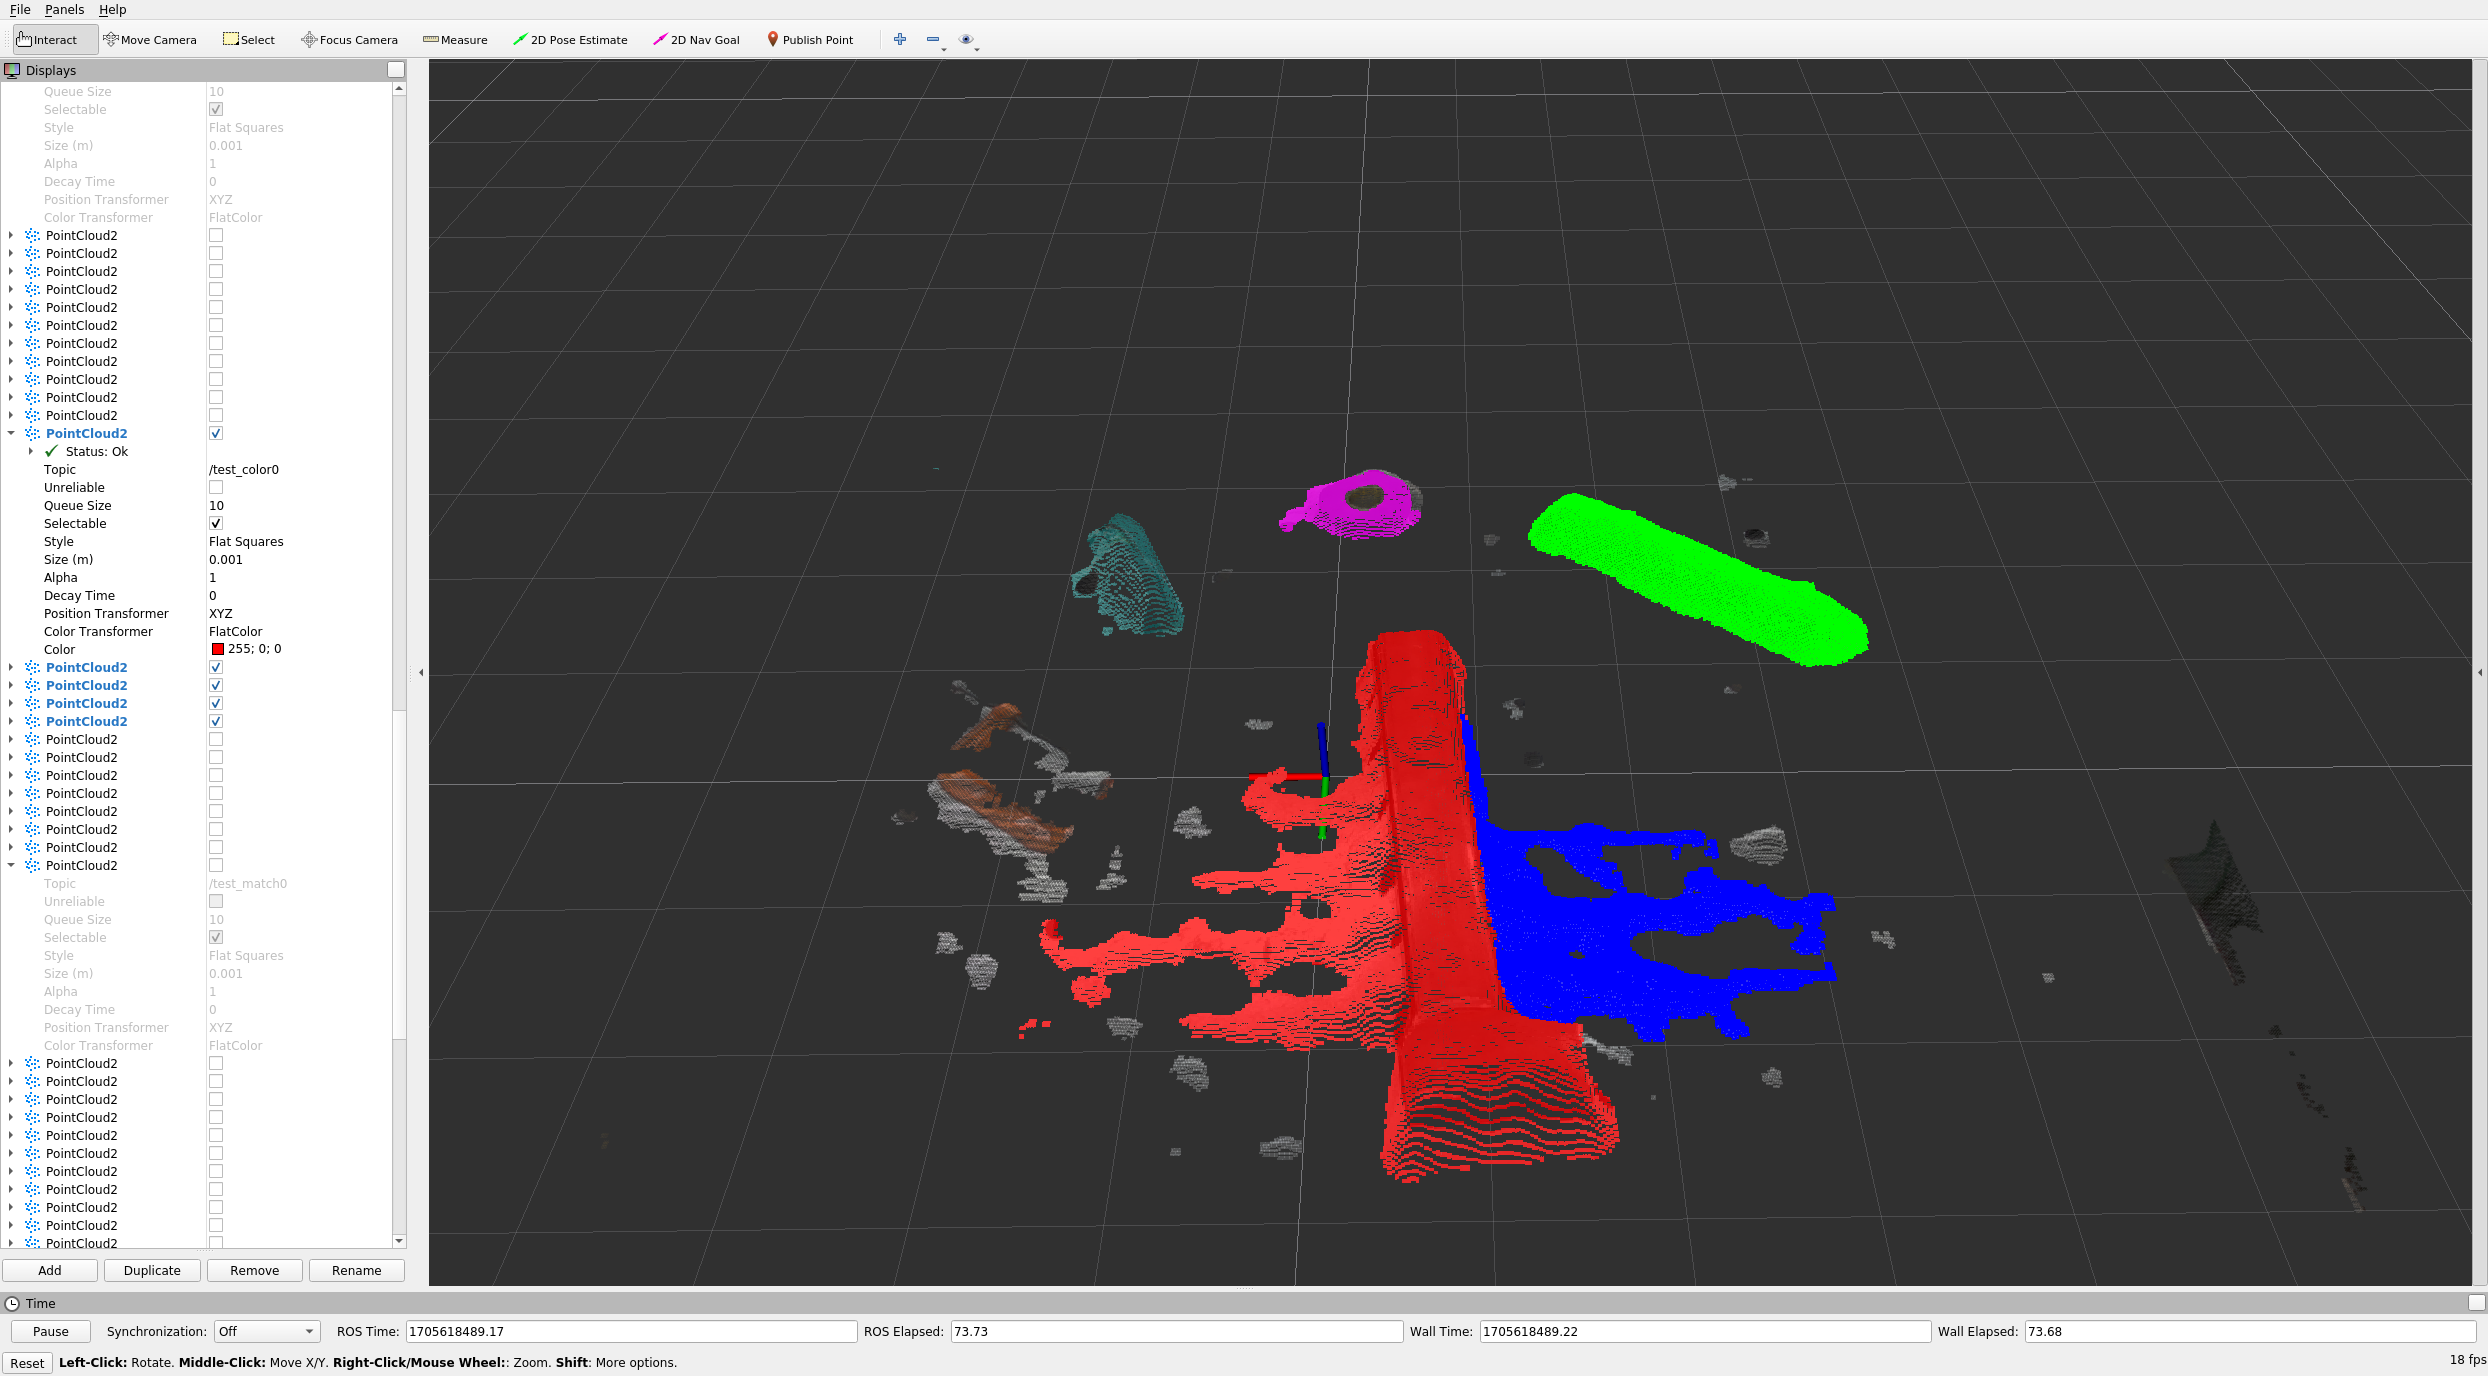 File Panels Help
Interact Move Camera Select Focus Camera Measure 2D Pose Estimate 2D Nav Goal Publish Point
Displays
Queue Size 10
Selectable
Style Flat Squares
Size (m) 0.001
Alpha 1
Decay Time 0
Position Transformer XYZ
Color Transformer FlatColor
PointCloud2
PointCloud2
PointCloud2
PointCloud2
PointCloud2
PointCloud2
PointCloud2
PointCloud2
PointCloud2
PointCloud2
PointCloud2
PointCloud2
Status: Ok
Topic /test_color0
Unreliable
Queue Size 10
Selectable
Style Flat Squares
Size (m) 0.001
Alpha 1
Decay Time 0
Position Transformer XYZ
Color Transformer FlatColor
Color 255; 0; 0
PointCloud2
PointCloud2
PointCloud2
PointCloud2
PointCloud2
PointCloud2
PointCloud2
PointCloud2
PointCloud2
PointCloud2
PointCloud2
PointCloud2
Topic /test_match0
Unreliable
Queue Size 10
Selectable
Style Flat Squares
Size (m) 0.001
Alpha 1
Decay Time 0
Position Transformer XYZ
Color Transformer FlatColor
PointCloud2
PointCloud2
PointCloud2
PointCloud2
PointCloud2
PointCloud2
PointCloud2
PointCloud2
PointCloud2
PointCloud2
PointCloud2
Add Duplicate Remove Rename
Time
Pause Synchronization: Off ROS Time: 1705618489.17 ROS Elapsed: 73.73 Wall Time: 1705618489.22 Wall Elapsed: 73.68
Reset Left-Click: Rotate. Middle-Click: Move X/Y. Right-Click/Mouse Wheel:: Zoom. Shift: More options. 18 fps